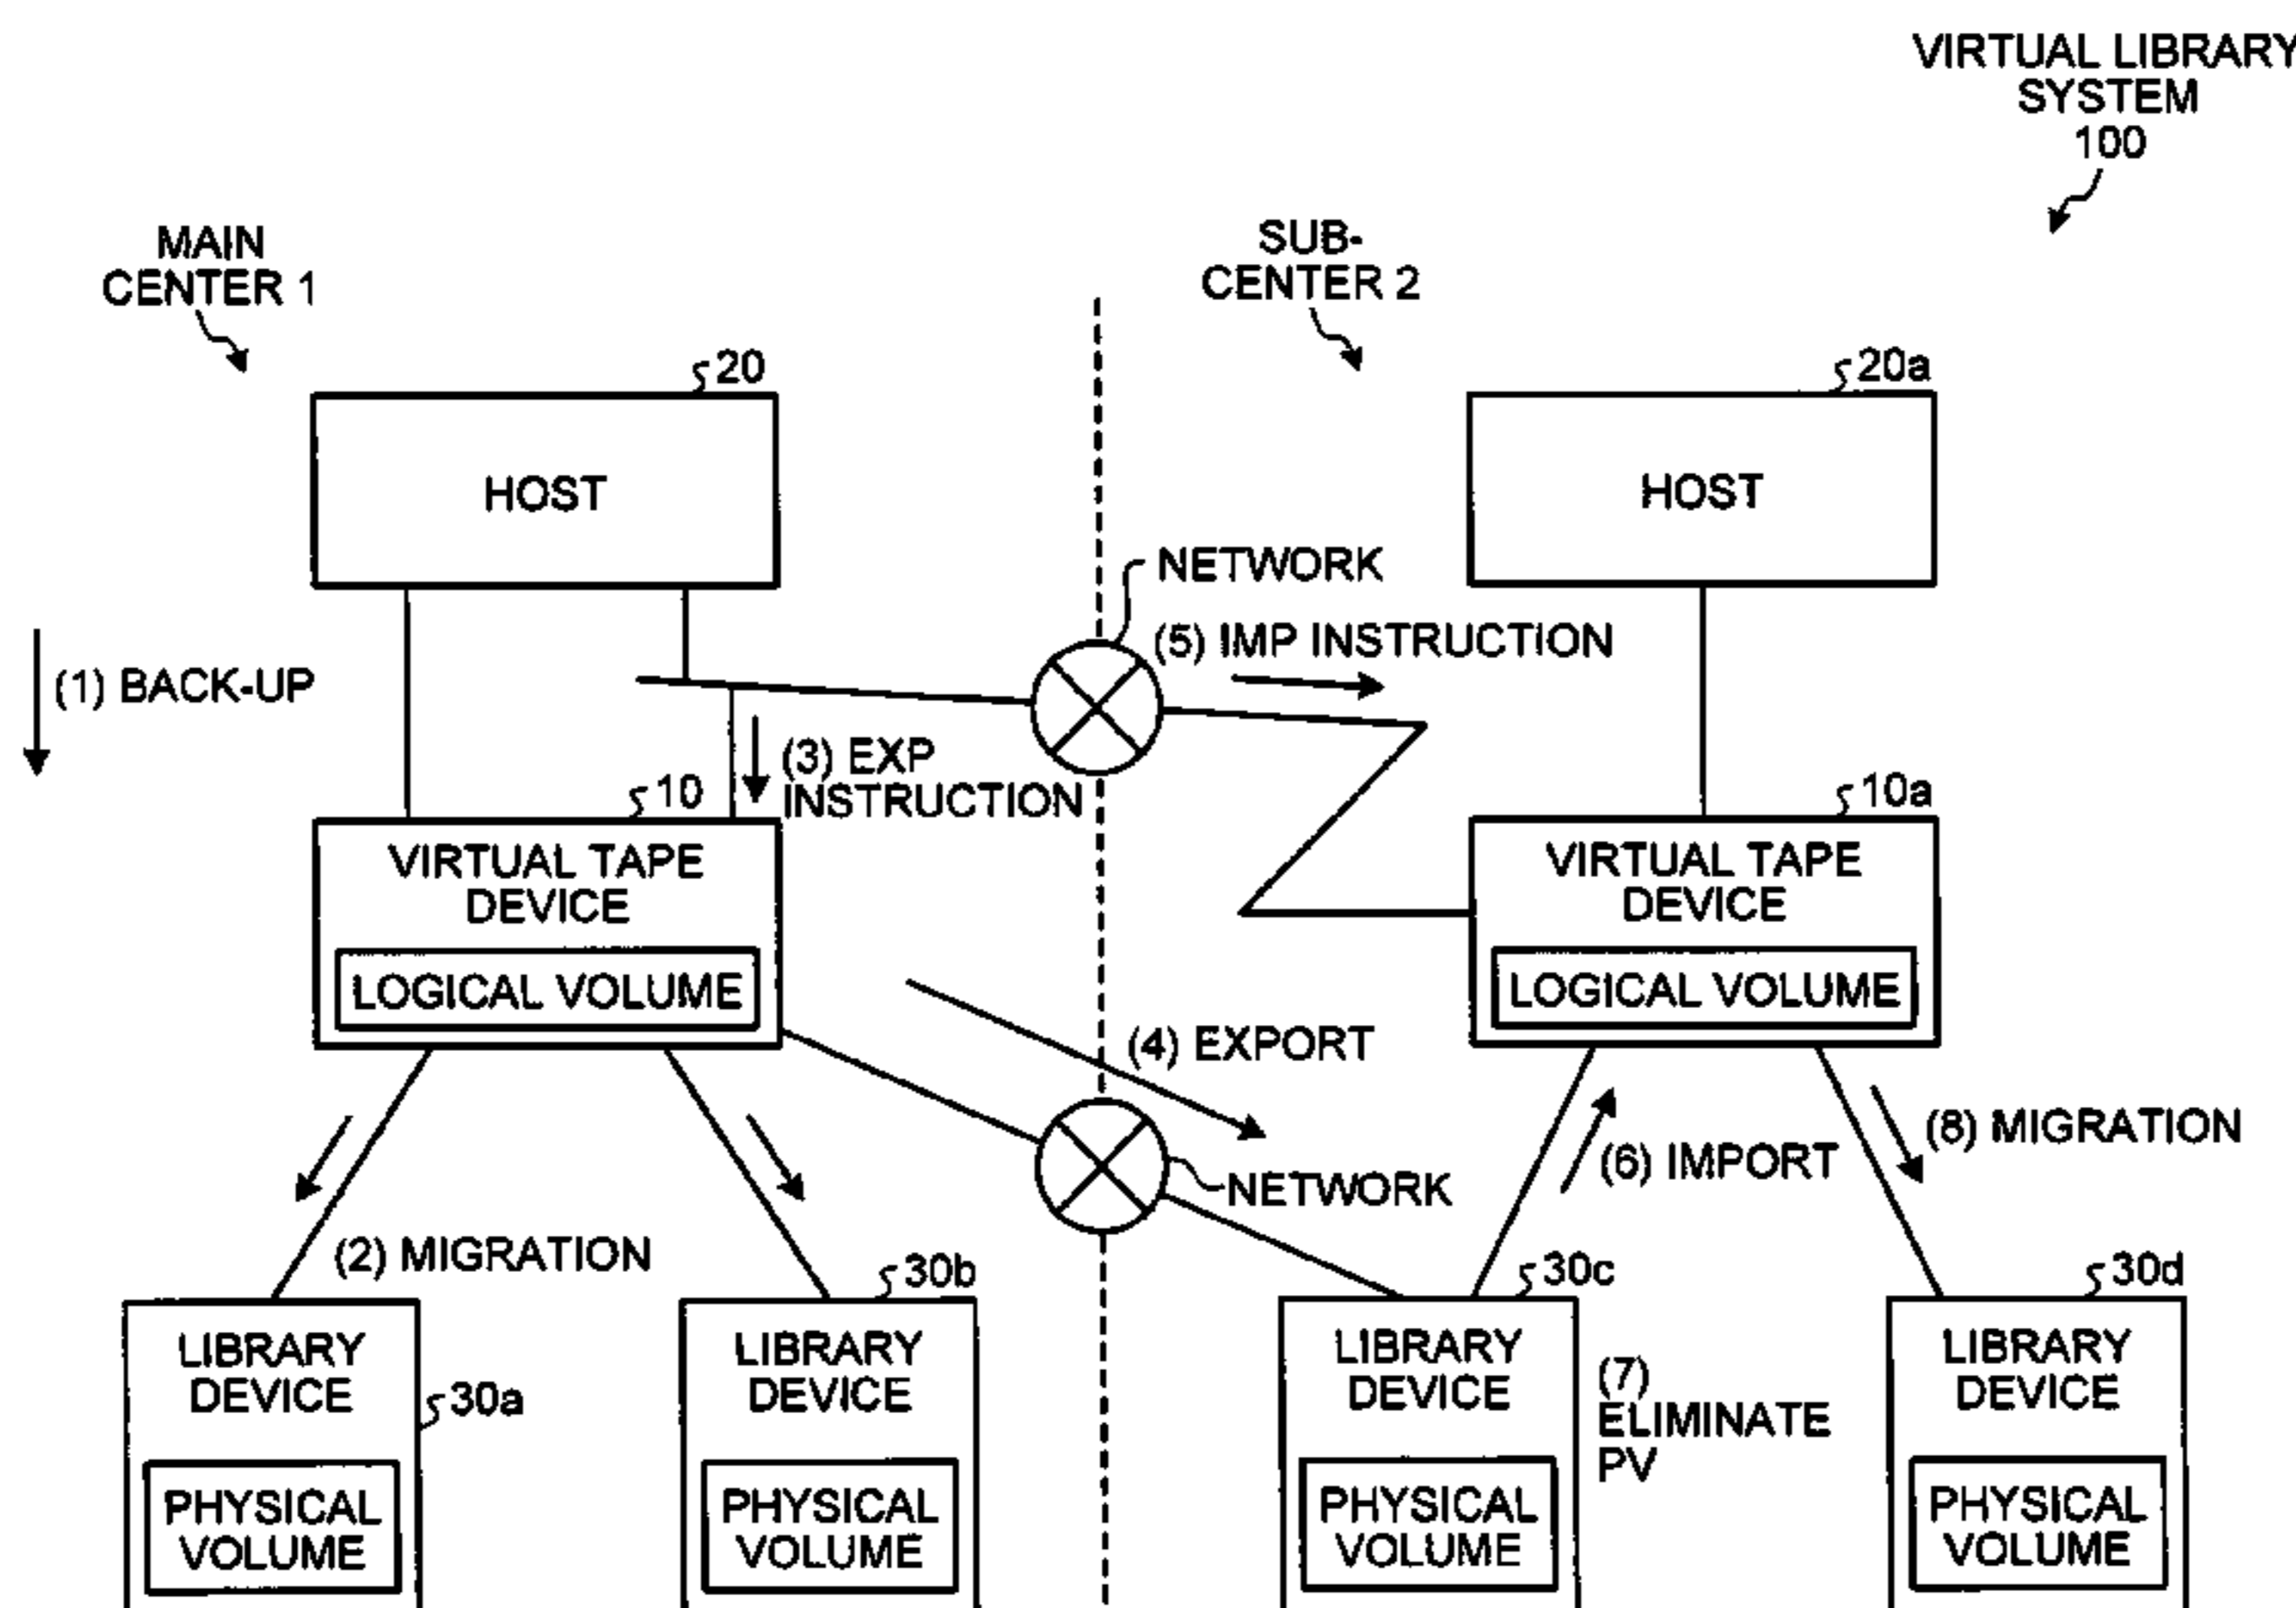 VIRTUAL LIBRARY
SYSTEM
100
MAIN
CENTER 1
SUB-
CENTER 2
20
20a
HOST
HOST
NETWORK
(5) IMP INSTRUCTION
(1) BACK-UP
(3) EXP
INSTRUCTION
10
10a
VIRTUAL TAPE
DEVICE
LOGICAL VOLUME
VIRTUAL TAPE
DEVICE
LOGICAL VOLUME
(4) EXPORT
(8) MIGRATION
(6) IMPORT
NETWORK
(2) MIGRATION
30b
30c
30d
LIBRARY
DEVICE
30a
PHYSICAL
VOLUME
LIBRARY
DEVICE
PHYSICAL
VOLUME
LIBRARY
DEVICE
PHYSICAL
VOLUME
(7)
ELIMINATE
PV
LIBRARY
DEVICE
PHYSICAL
VOLUME